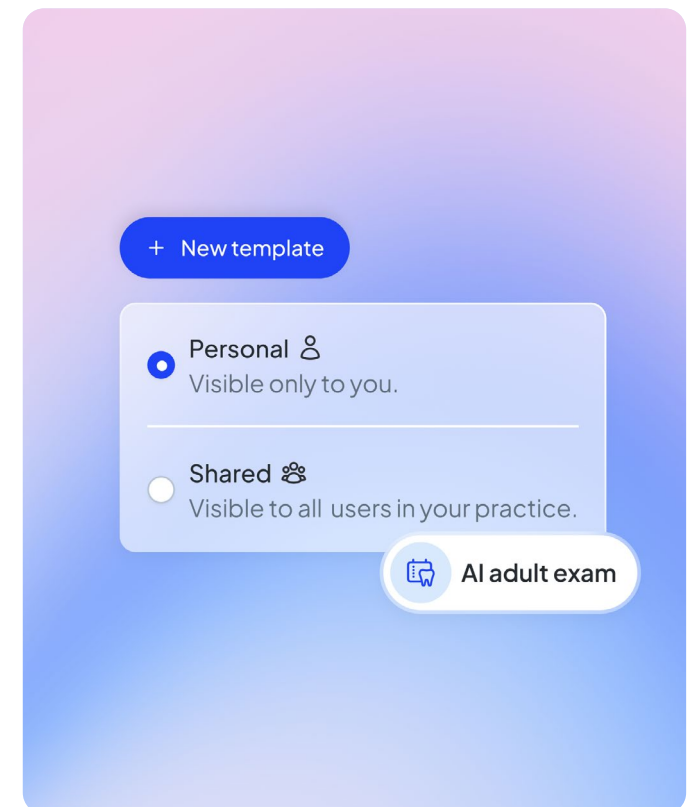 + New template
Personal
Visible only to you.
Shared
Visible to all users in your practice.
AI adult exam